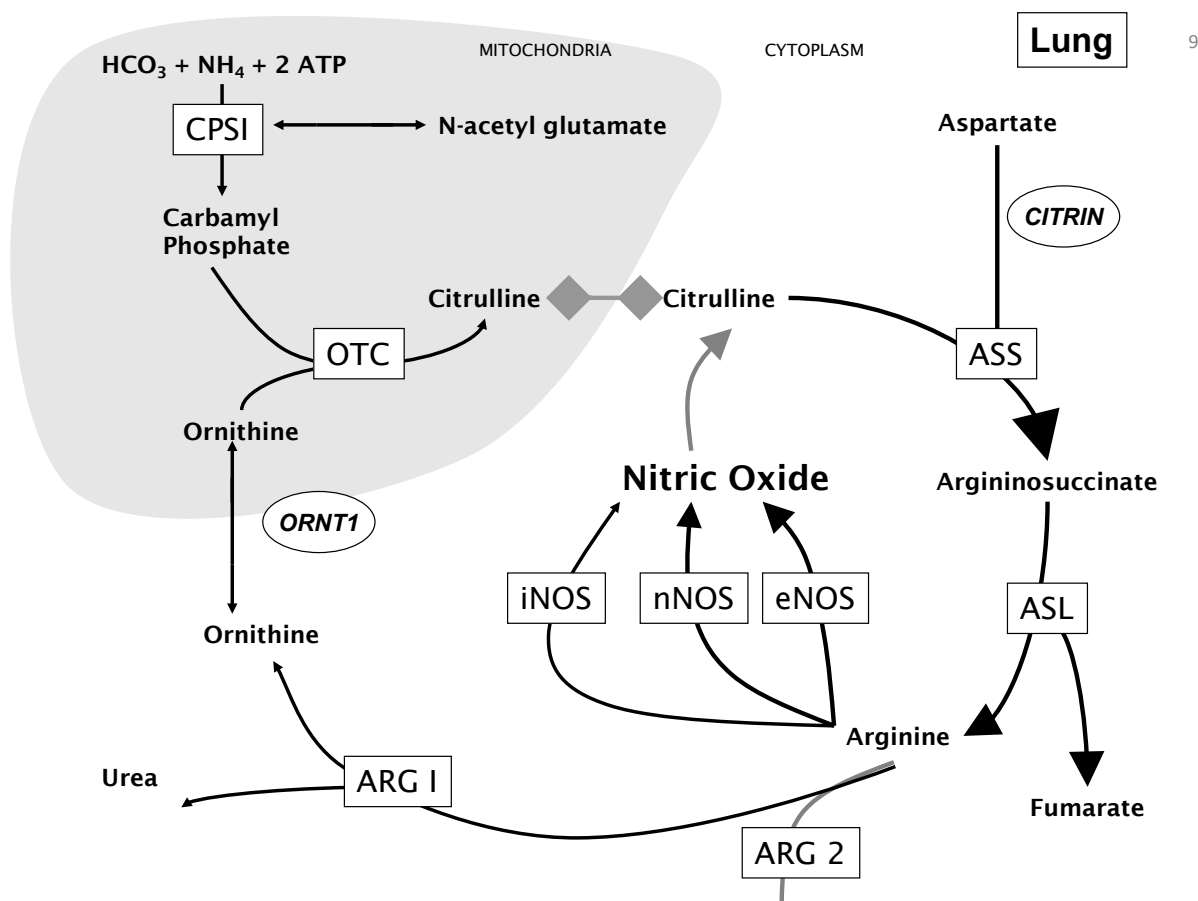 MITOCHONDRIA
CYTOPLASM
Lung
9
HCO₃ + NH₄ + 2 ATP
CPSI
N-acetyl glutamate
Aspartate
CITRIN
Carbamyl
Phosphate
Citrulline
Citrulline
OTC
ASS
Ornithine
Nitric Oxide
Argininosuccinate
ORNT1
iNOS
nNOS
eNOS
ASL
Ornithine
Arginine
Urea
ARG I
Fumarate
ARG 2